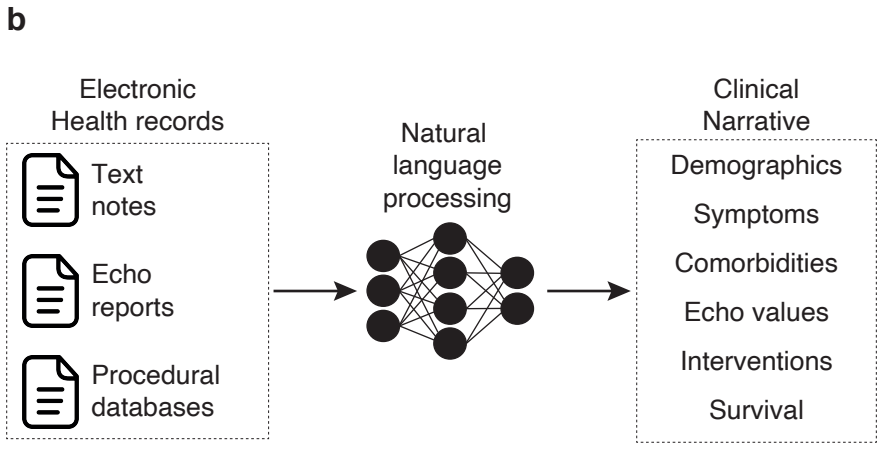 b
Electronic
Health records
Text
notes
Echo
reports
Procedural
databases
Natural
language
processing
Clinical
Narrative
Demographics
Symptoms
Comorbidities
Echo values
Interventions
Survival